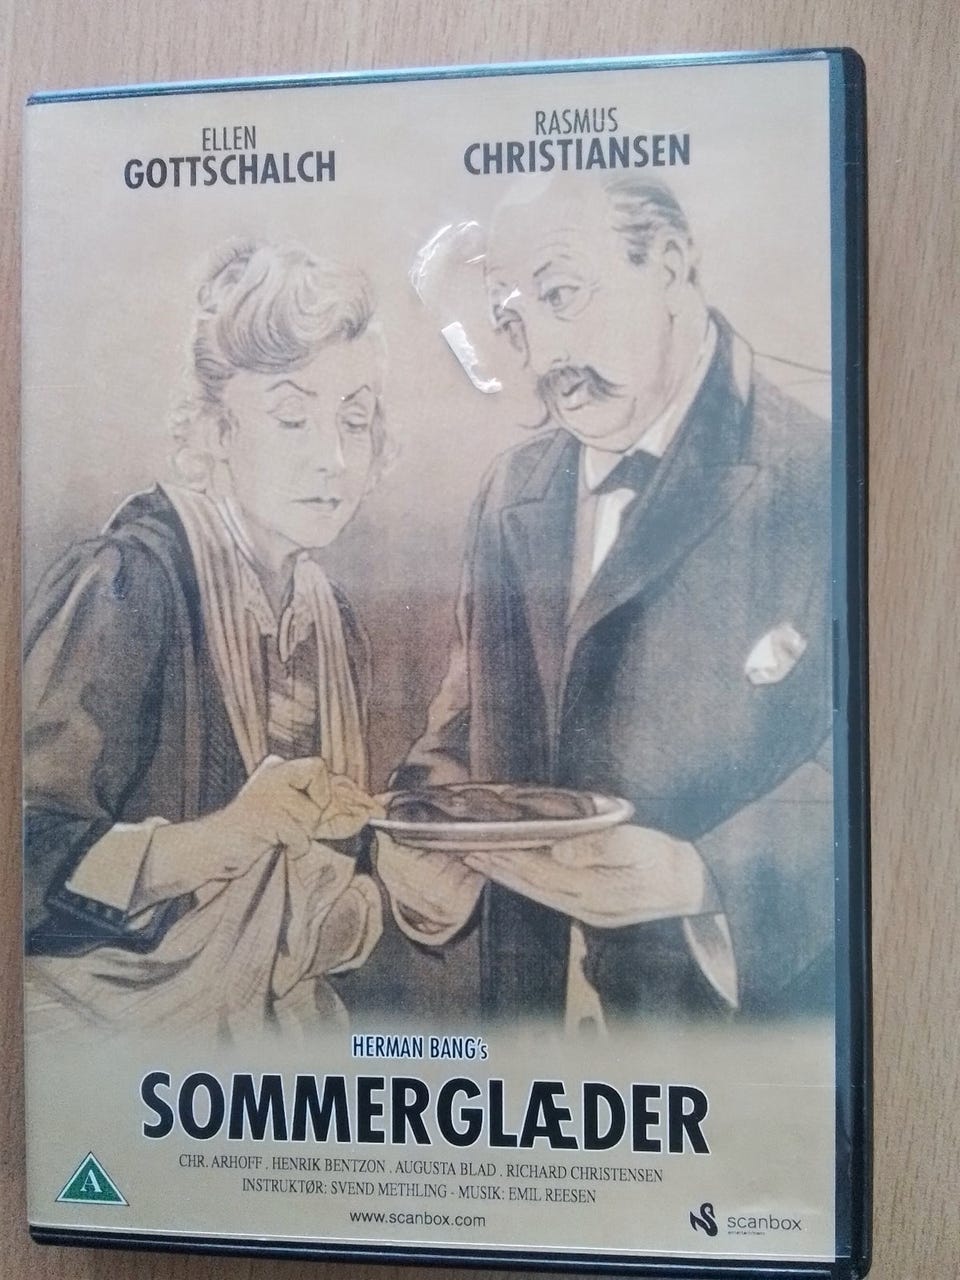 ELLEN
GOTTSCHALCH
RASMUS
CHRISTIANSEN
HERMAN BANG's
SOMMERGLÆDER
CHR. ARHOFF . HENRIK BENTZON . AUGUSTA BLAD . RICHARD CHRISTENSEN
INSTRUKTØR: SVEND METHLING - MUSIK: EMIL REESEN
www.scanbox.com
A
scanbox
entertainment